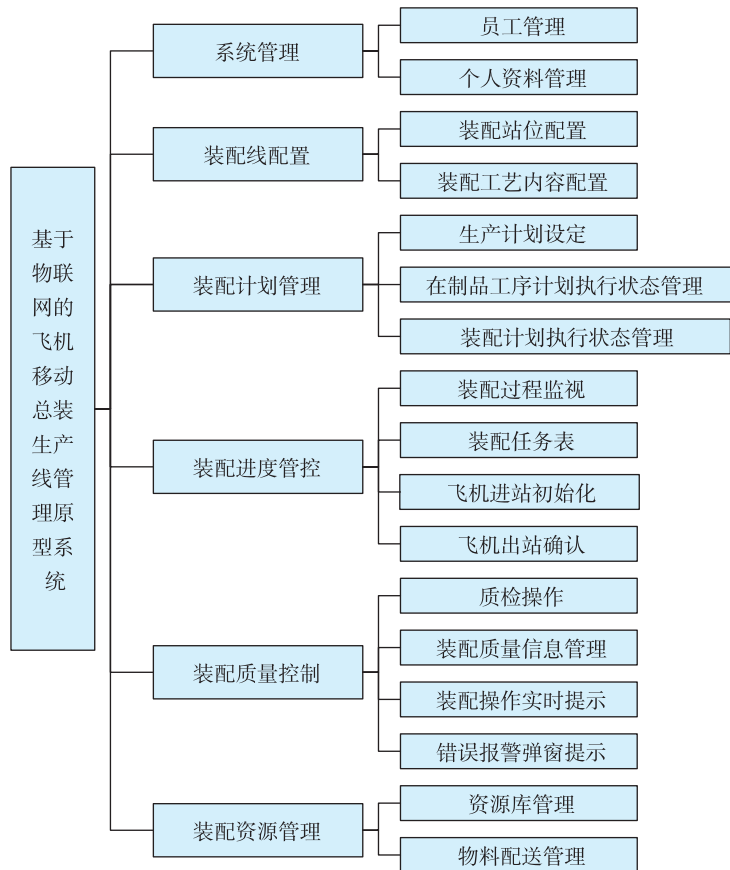 基于
物联
网的
飞机
移动
总装
生产
线管
理原
型系
统
系统管理
员工管理
个人资料管理
装配线配置
装配站位配置
装配工艺内容配置
装配计划管理
生产计划设定
在制品工序计划执行状态管理
装配计划执行状态管理
装配进度管控
装配过程监视
装配任务表
飞机进站初始化
飞机出站确认
装配质量控制
质检操作
装配质量信息管理
装配操作实时提示
错误报警弹窗提示
装配资源管理
资源库管理
物料配送管理